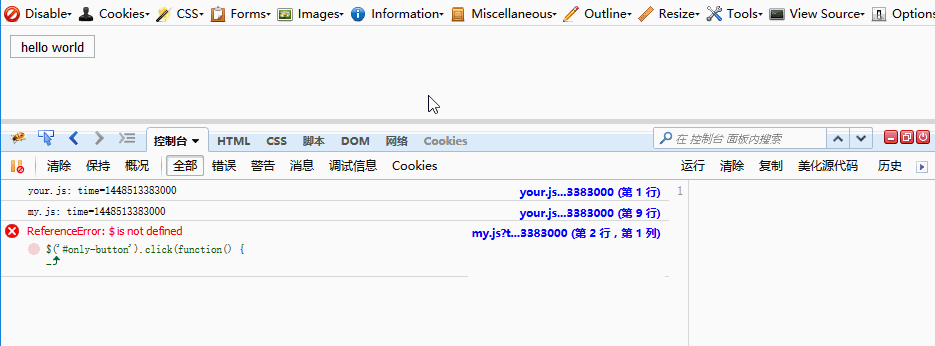 Disable▾ Cookies▾ CSS▾ Forms▾ Images▾ Information▾ Miscellaneous▾ Outline▾ Resize▾ Tools▾ View Source▾ Options
hello world
控制台 HTML CSS 脚本 DOM 网络 Cookies 在 控制台 面板内搜索
清除 保持 概况 全部 错误 警告 消息 调试信息 Cookies 运行 清除 复制 美化源代码 历史
your.js: time=1448513383000 your.js...3383000 (第 1 行) 1
my.js: time=1448513383000 your.js...3383000 (第 9 行)
ReferenceError: $ is not defined my.js?t...3383000 (第 2 行，第 1 列)
$('#only-button').click(function() {